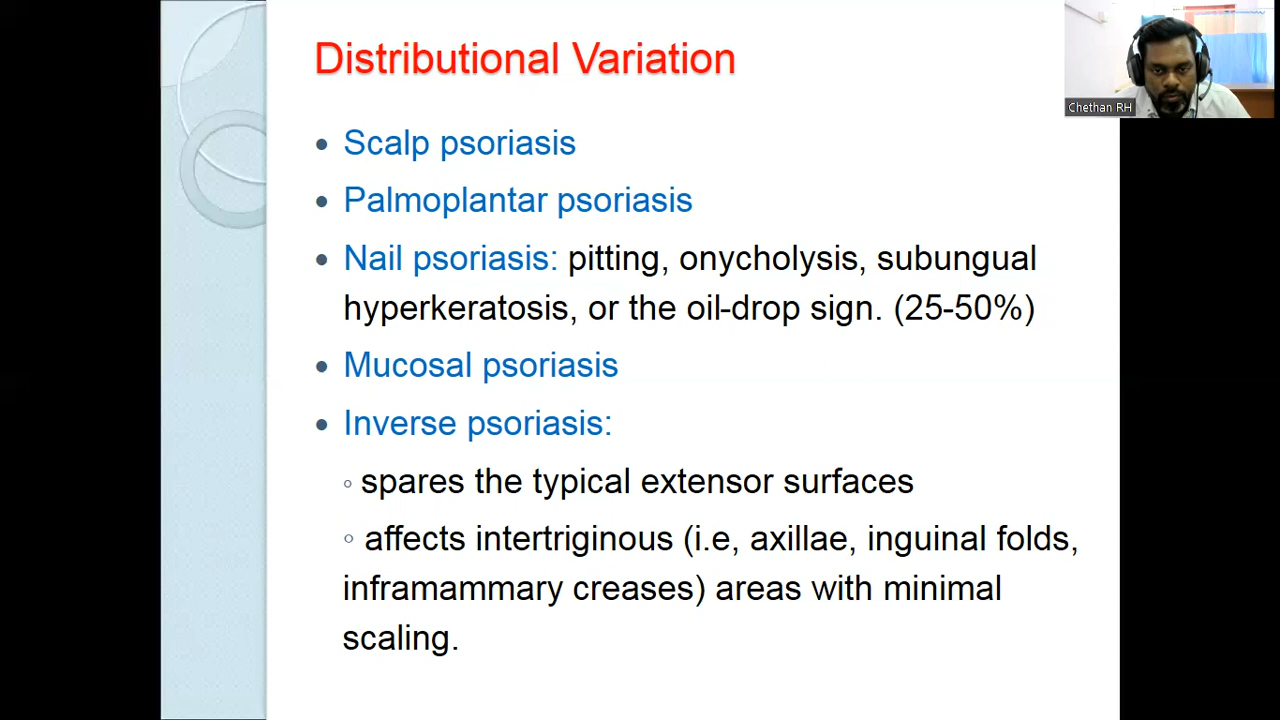 Distributional Variation
Chethan RH
• Scalp psoriasis
• Palmoplantar psoriasis
• Nail psoriasis: pitting, onycholysis, subungual
hyperkeratosis, or the oil-drop sign. (25-50%)
• Mucosal psoriasis
• Inverse psoriasis:
◦ spares the typical extensor surfaces
◦ affects intertriginous (i.e, axillae, inguinal folds,
inframammary creases) areas with minimal
scaling.